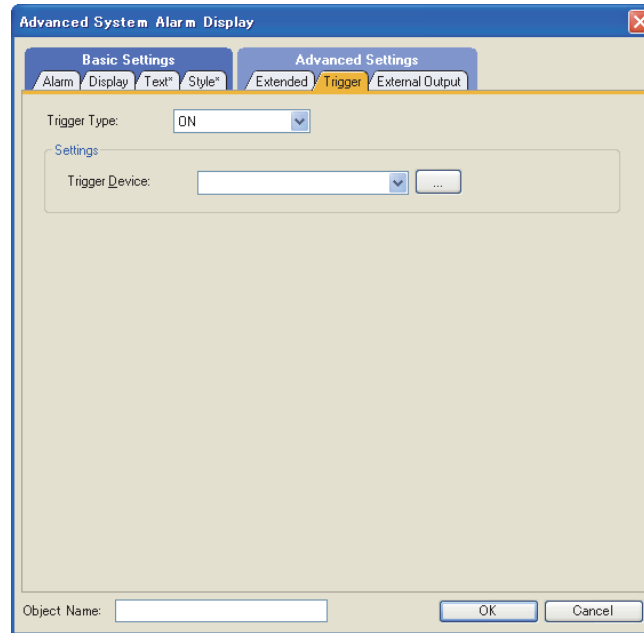 Advanced System Alarm Display
Basic Settings Advanced Settings
Alarm Display Text* Style* Extended Trigger External Output
Trigger Type: ON
Settings
Trigger Device: ...
Object Name: OK Cancel